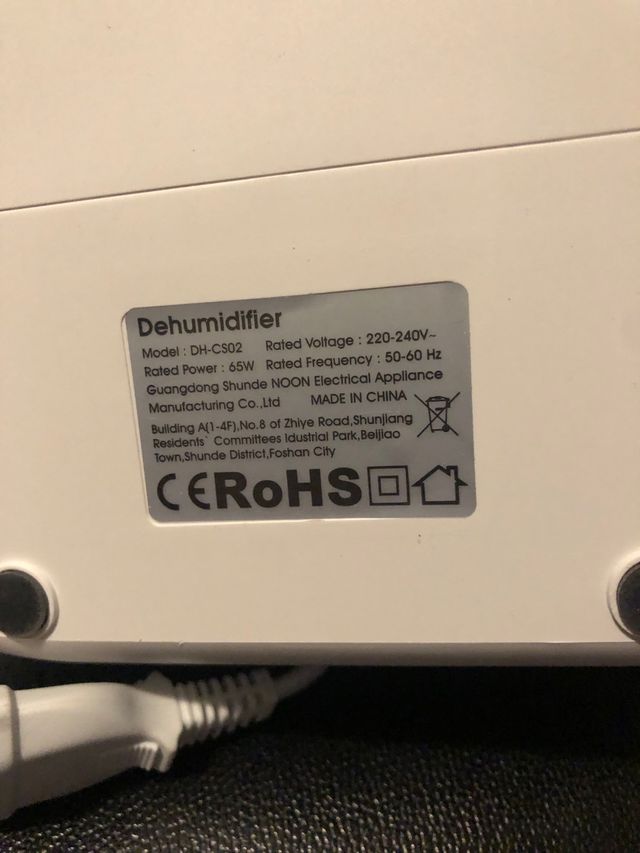 Dehumidifier
Model : DH-CS02 Rated Voltage : 220-240V~
Rated Power : 65W Rated Frequency : 50-60 Hz
Guangdong Shunde NOON Electrical Appliance
Manufacturing Co.,Ltd MADE IN CHINA
Building A(1-4F),No.8 of Zhiye Road,Shunjiang
Residents` Committees Idustrial Park,Beijiao
Town,Shunde District,Foshan City
CE RoHS